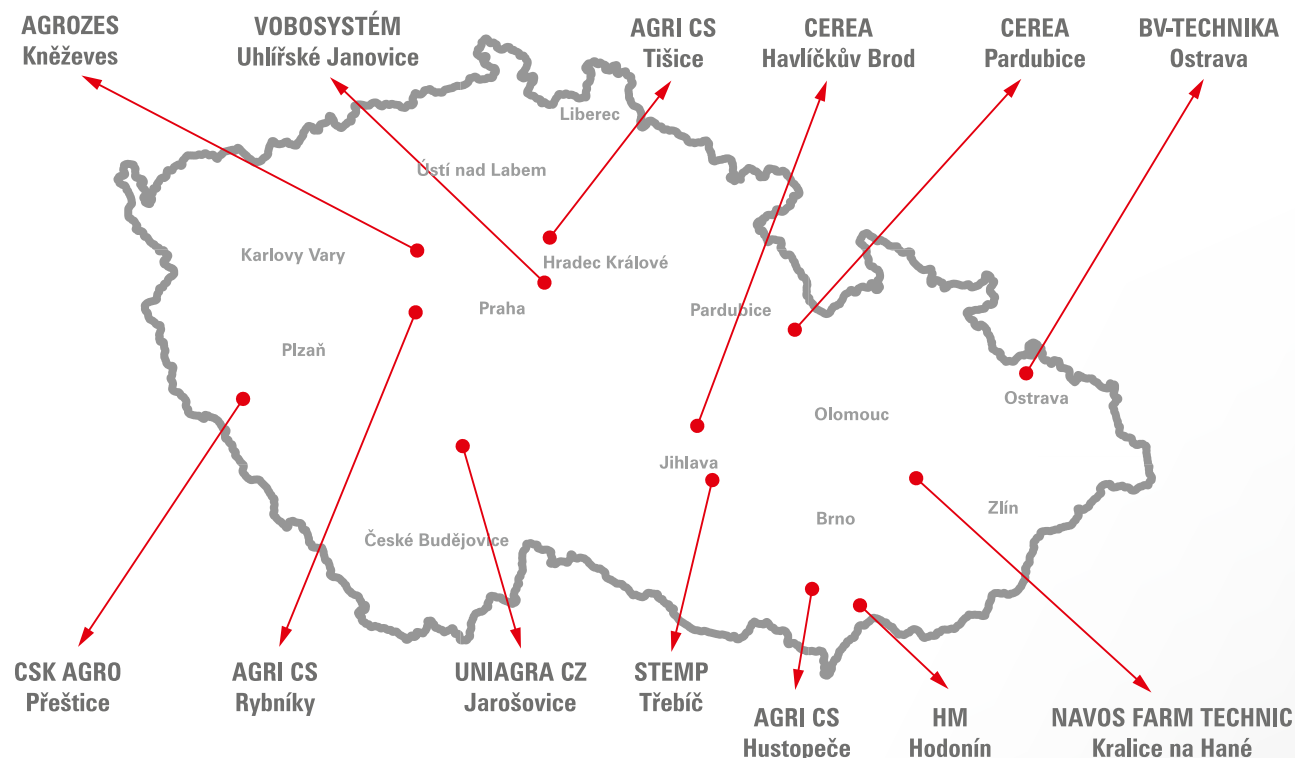 AGROZES
Kněževes
VOBOSYSTÉM
Uhlířské Janovice
AGRI CS
Tišice
CEREA
Havlíčkův Brod
CEREA
Pardubice
BV-TECHNIKA
Ostrava
Liberec
Ústí nad Labem
Karlovy Vary
Hradec Králové
Praha
Pardubice
Plzaň
Ostrava
Olomouc
Jihlava
Zlín
Brno
České Budějovice
CSK AGRO
Přeštice
AGRI CS
Rybníky
UNIAGRA CZ
Jarošovice
STEMP
Třebíč
AGRI CS
Hustopeče
HM
Hodonín
NAVOS FARM TECHNIC
Kralice na Hané